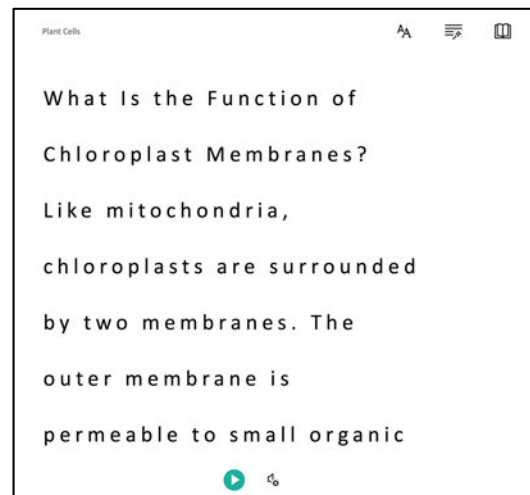 Plant Cells
AA
What Is the Function of
Chloroplast Membranes?
Like mitochondria,
chloroplasts are surrounded
by two membranes. The
outer membrane is
permeable to small organic